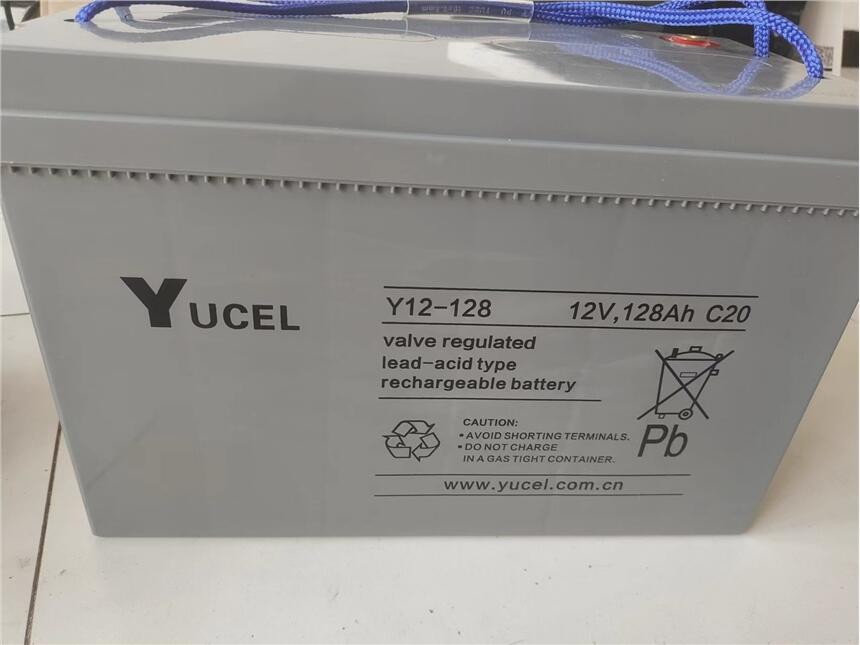 YUCEL
Y12-128 12V,128Ah C20
valve regulated
lead-acid type
rechargeable battery
CAUTION:
• AVOID SHORTING TERMINALS.
• DO NOT CHARGE
IN A GAS TIGHT CONTAINER.
Pb
www.yucel.com.cn